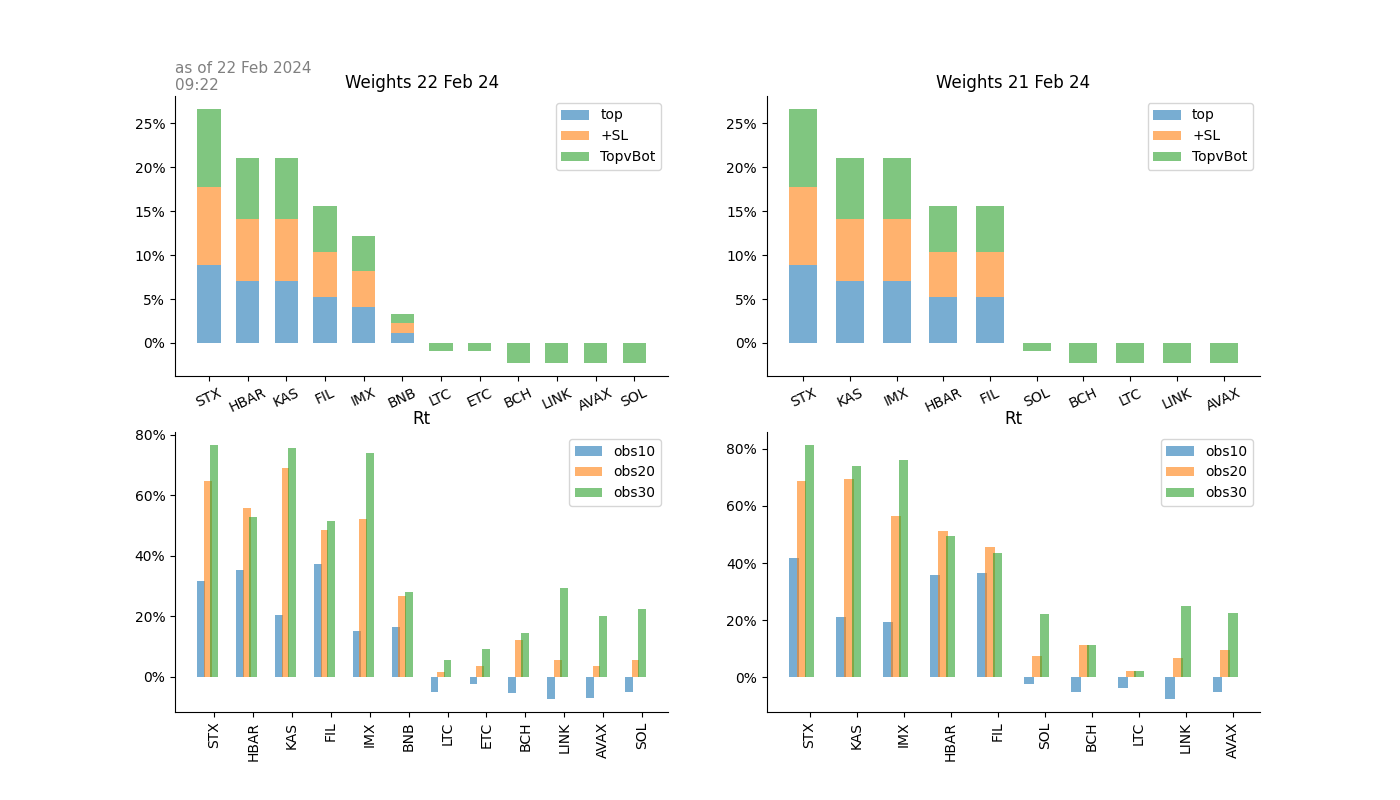 as of 22 Feb 2024
09:22
Weights 22 Feb 24
25%
20%
15%
10%
5%
0%
top
+SL
TopvBot
STX HBAR KAS FIL IMX BNB LTC ETC BCH LINK AVAX SOL
Weights 21 Feb 24
25%
20%
15%
10%
5%
0%
top
+SL
TopvBot
STX KAS IMX HBAR FIL SOL BCH LTC LINK AVAX
Rt
80%
60%
40%
20%
0%
obs10
obs20
obs30
STX HBAR KAS FIL IMX BNB LTC ETC BCH LINK AVAX SOL
Rt
80%
60%
40%
20%
0%
obs10
obs20
obs30
STX KAS IMX HBAR FIL SOL BCH LTC LINK AVAX